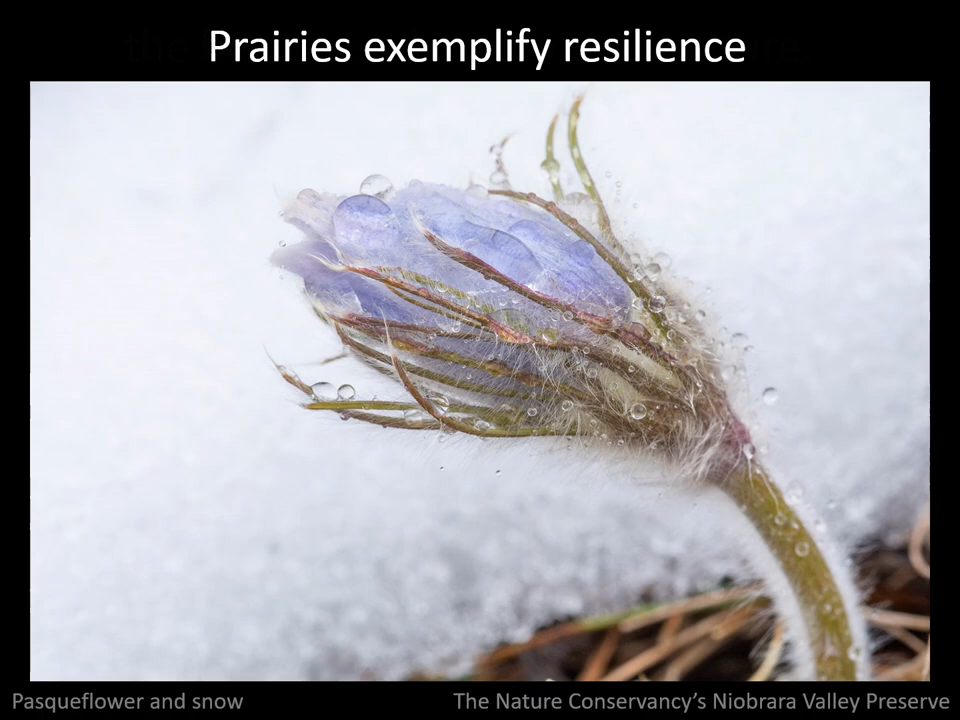 Prairies exemplify resilience
Pasqueflower and snow
The Nature Conservancy’s Niobrara Valley Preserve